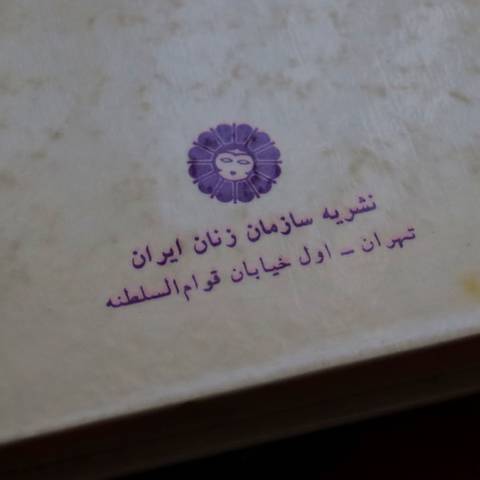 نشریه سازمان زنان ایران
تهران - اول خیابان قوام‌السلطنه